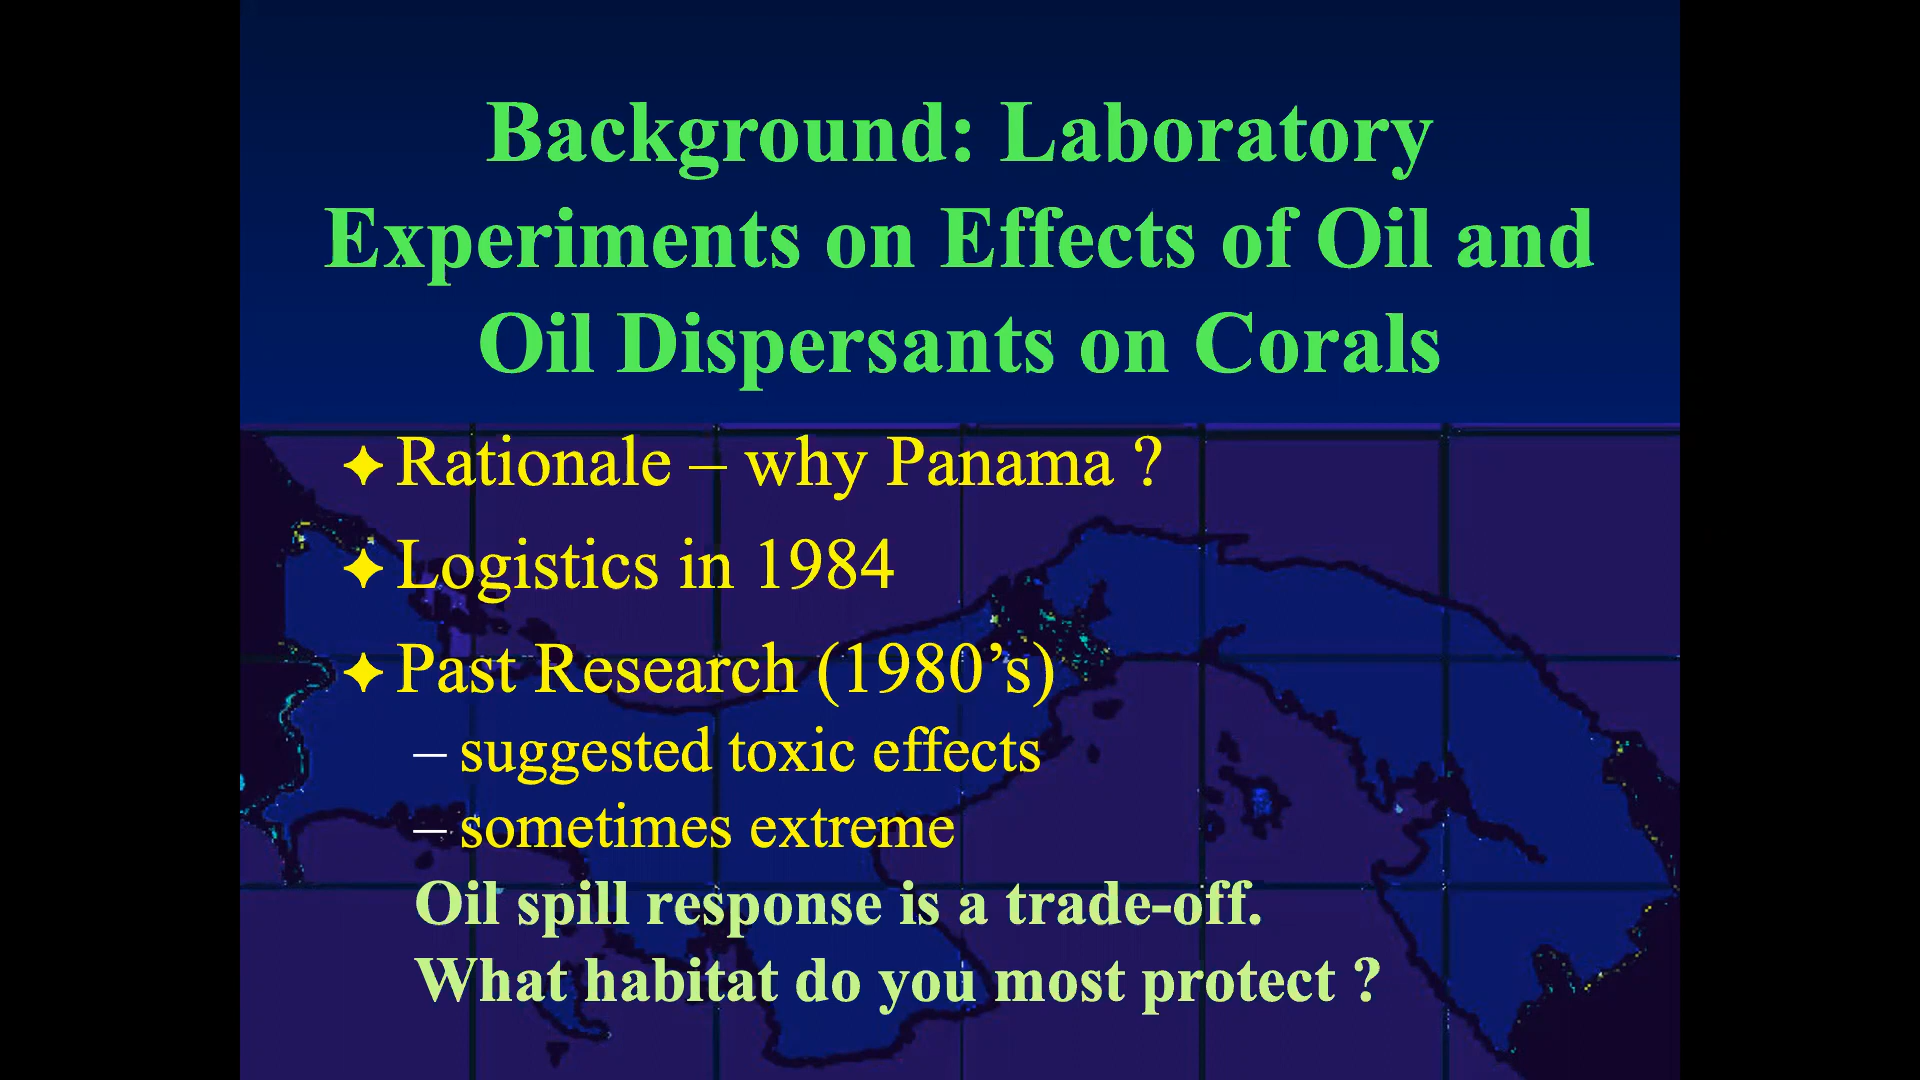 Background: Laboratory
Experiments on Effects of Oil and
Oil Dispersants on Corals
✦ Rationale – why Panama ?
✦ Logistics in 1984
✦ Past Research (1980’s)
– suggested toxic effects
– sometimes extreme
Oil spill response is a trade-off.
What habitat do you most protect ?